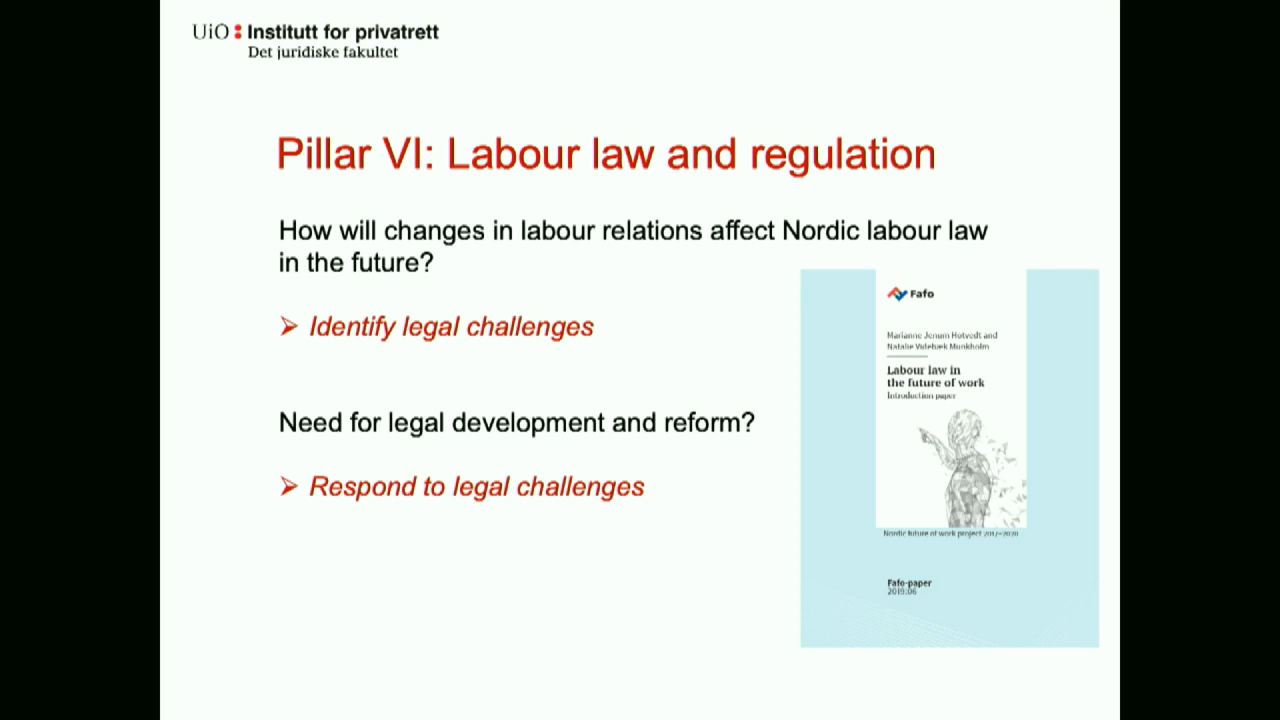 UiO : Institutt for privatrett
Det juridiske fakultet
Pillar VI: Labour law and regulation
How will changes in labour relations affect Nordic labour law
in the future?
➢ Identify legal challenges
Need for legal development and reform?
➢ Respond to legal challenges
Fafo
Marianne Jenum Hotvedt and
Natalie Videbæk Munkholm
Labour law in
the future of work
Introduction paper
Nordic future of work project 2017–2020
Fafo-paper
2019:06